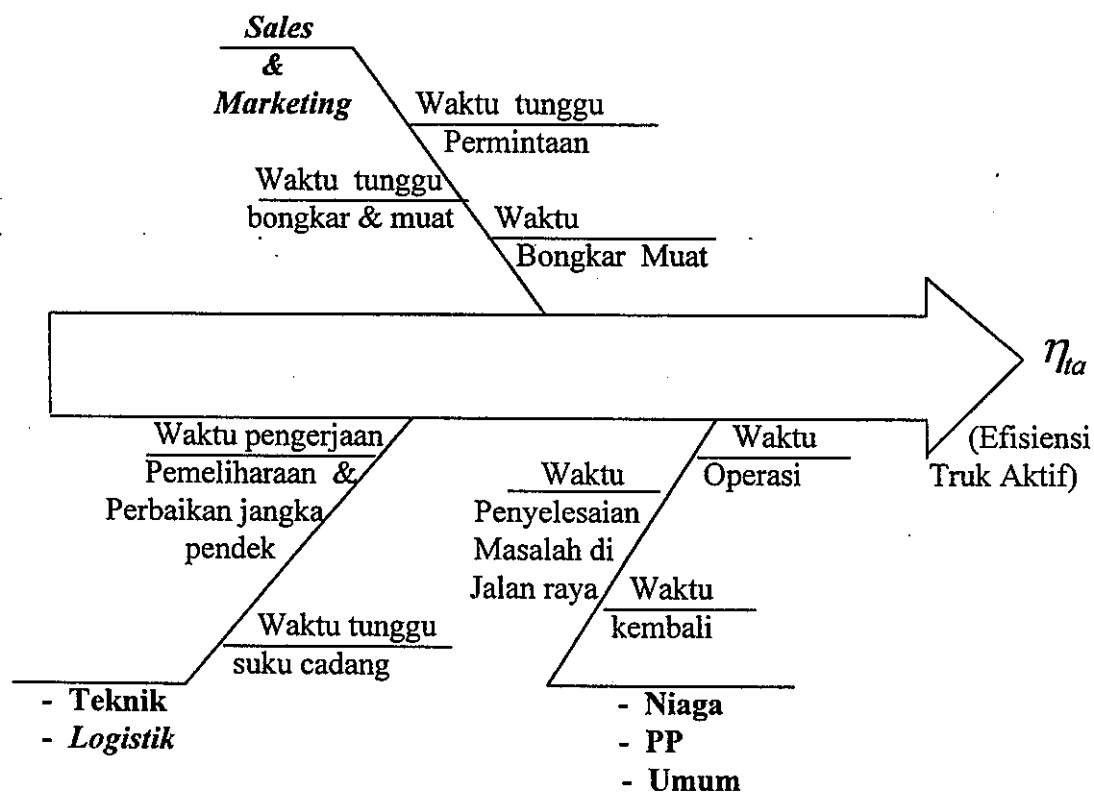 Sales
&
Marketing
Waktu tunggu
Permintaan
Waktu tunggu
bongkar & muat
Waktu
Bongkar Muat
η_ta
(Efisiensi
Truk Aktif)
Waktu pengerjaan
Pemeliharaan &
Perbaikan jangka
pendek
Waktu tunggu
suku cadang
- Teknik
- Logistik
Waktu
Operasi
Waktu
Penyelesaian
Masalah di
Jalan raya
Waktu
kembali
- Niaga
- PP
- Umum